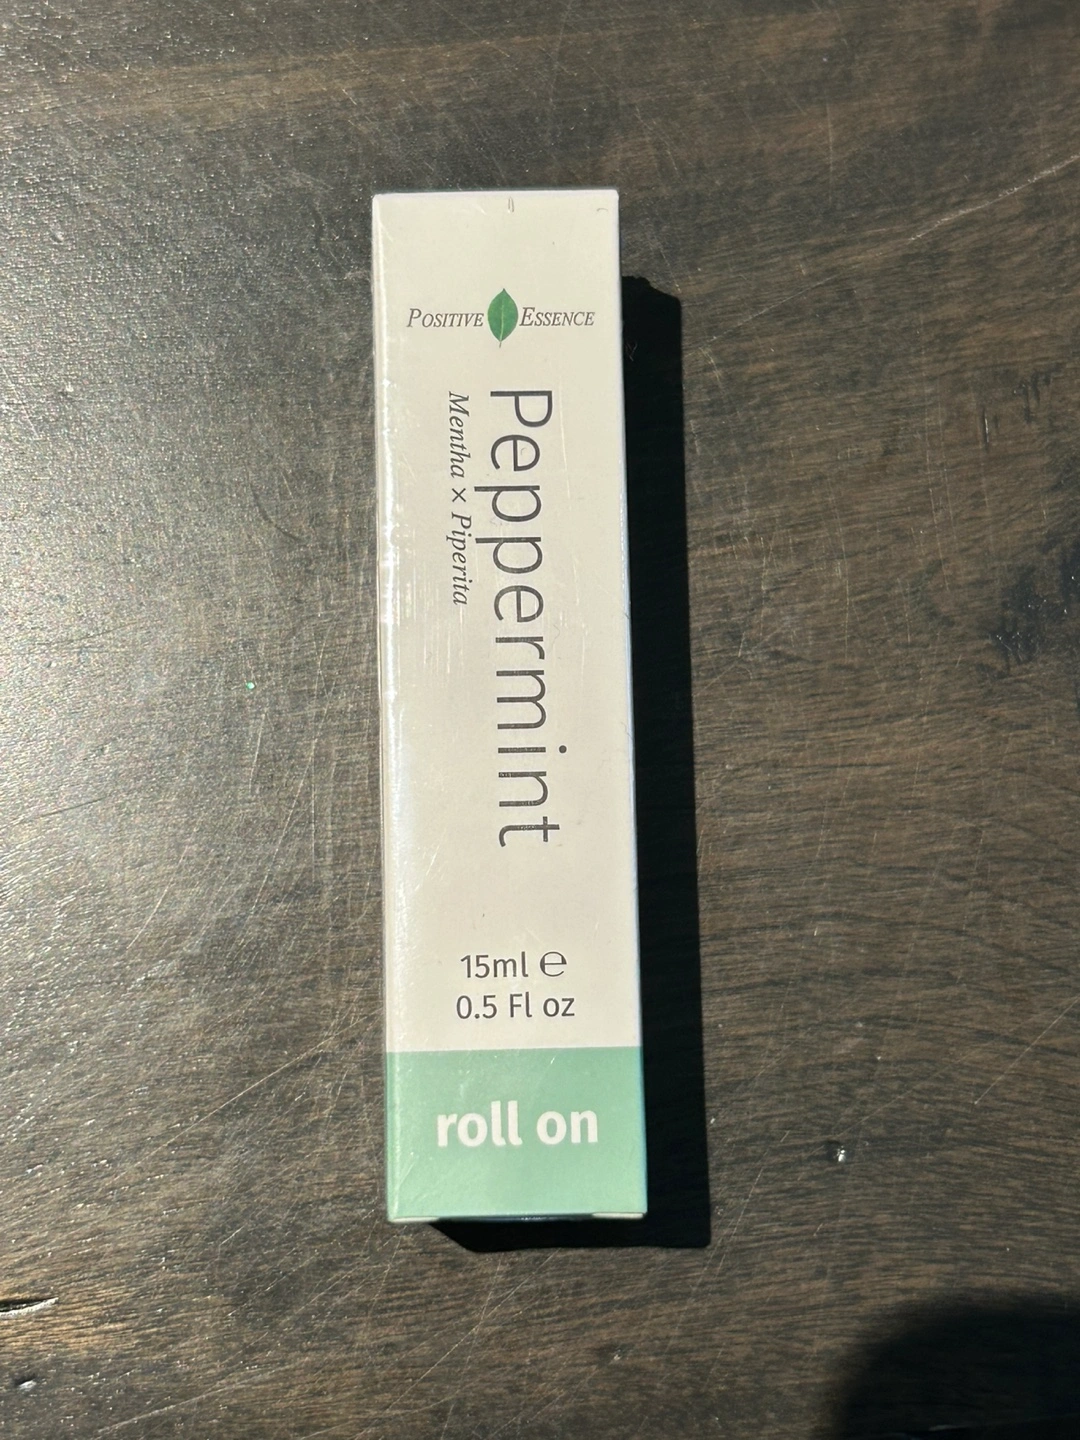 POSITIVE ESSENCE
Peppermint
Mentha x Piperita
15ml ℮
0.5 Fl oz
roll on